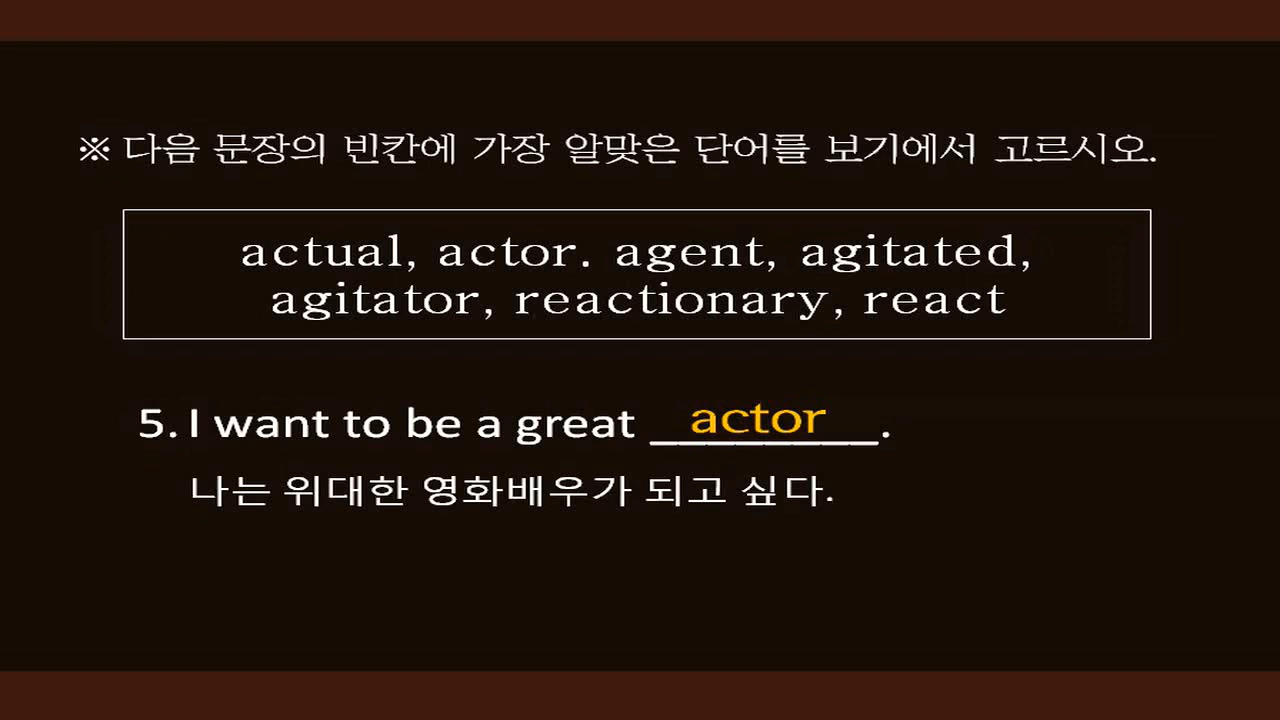 ※ 다음 문장의 빈칸에 가장 알맞은 단어를 보기에서 고르시오.
actual, actor. agent, agitated,
agitator, reactionary, react
5. I want to be a great ___actor___.
나는 위대한 영화배우가 되고 싶다.